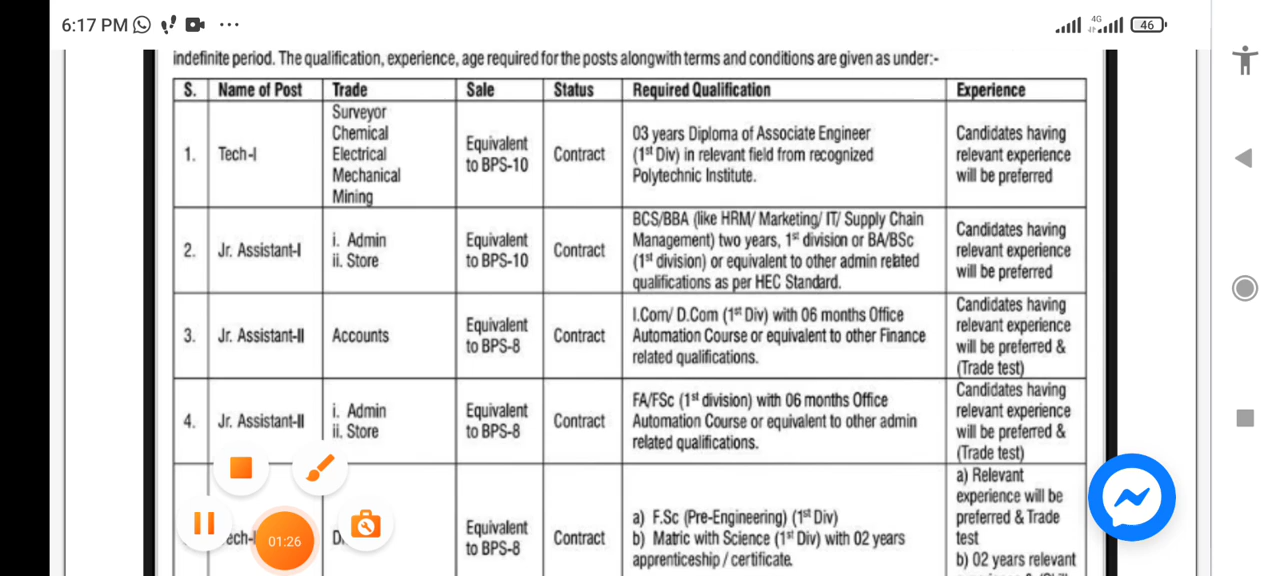 6:17 PM
4G
46
indefinite period. The qualification, experience, age required for the posts alongwith terms and conditions are given as under:-
S. Name of Post Trade Sale Status Required Qualification Experience
1. Tech-I
Surveyor
Chemical
Electrical
Mechanical
Mining
Equivalent
to BPS-10
Contract
03 years Diploma of Associate Engineer
(1st Div) in relevant field from recognized
Polytechnic Institute.
Candidates having
relevant experience
will be preferred
2. Jr. Assistant-I
i. Admin
ii. Store
Equivalent
to BPS-10
Contract
BCS/BBA (like HRM/ Marketing/ IT/ Supply Chain
Management) two years, 1st division or BA/BSc
(1st division) or equivalent to other admin related
qualifications as per HEC Standard.
Candidates having
relevant experience
will be preferred
3. Jr. Assistant-II
Accounts
Equivalent
to BPS-8
Contract
I.Com/ D.Com (1st Div) with 06 months Office
Automation Course or equivalent to other Finance
related qualifications.
Candidates having
relevant experience
will be preferred &
(Trade test)
4. Jr. Assistant-II
i. Admin
ii. Store
Equivalent
to BPS-8
Contract
FA/FSc (1st division) with 06 months Office
Automation Course or equivalent to other admin
related qualifications.
Candidates having
relevant experience
will be preferred &
(Trade test)
Equivalent
to BPS-8
Contract
a) F.Sc (Pre-Engineering) (1st Div)
b) Matric with Science (1st Div) with 02 years
apprenticeship / certificate.
a) Relevant
experience will be
preferred & Trade
test
b) 02 years relevant
01:26